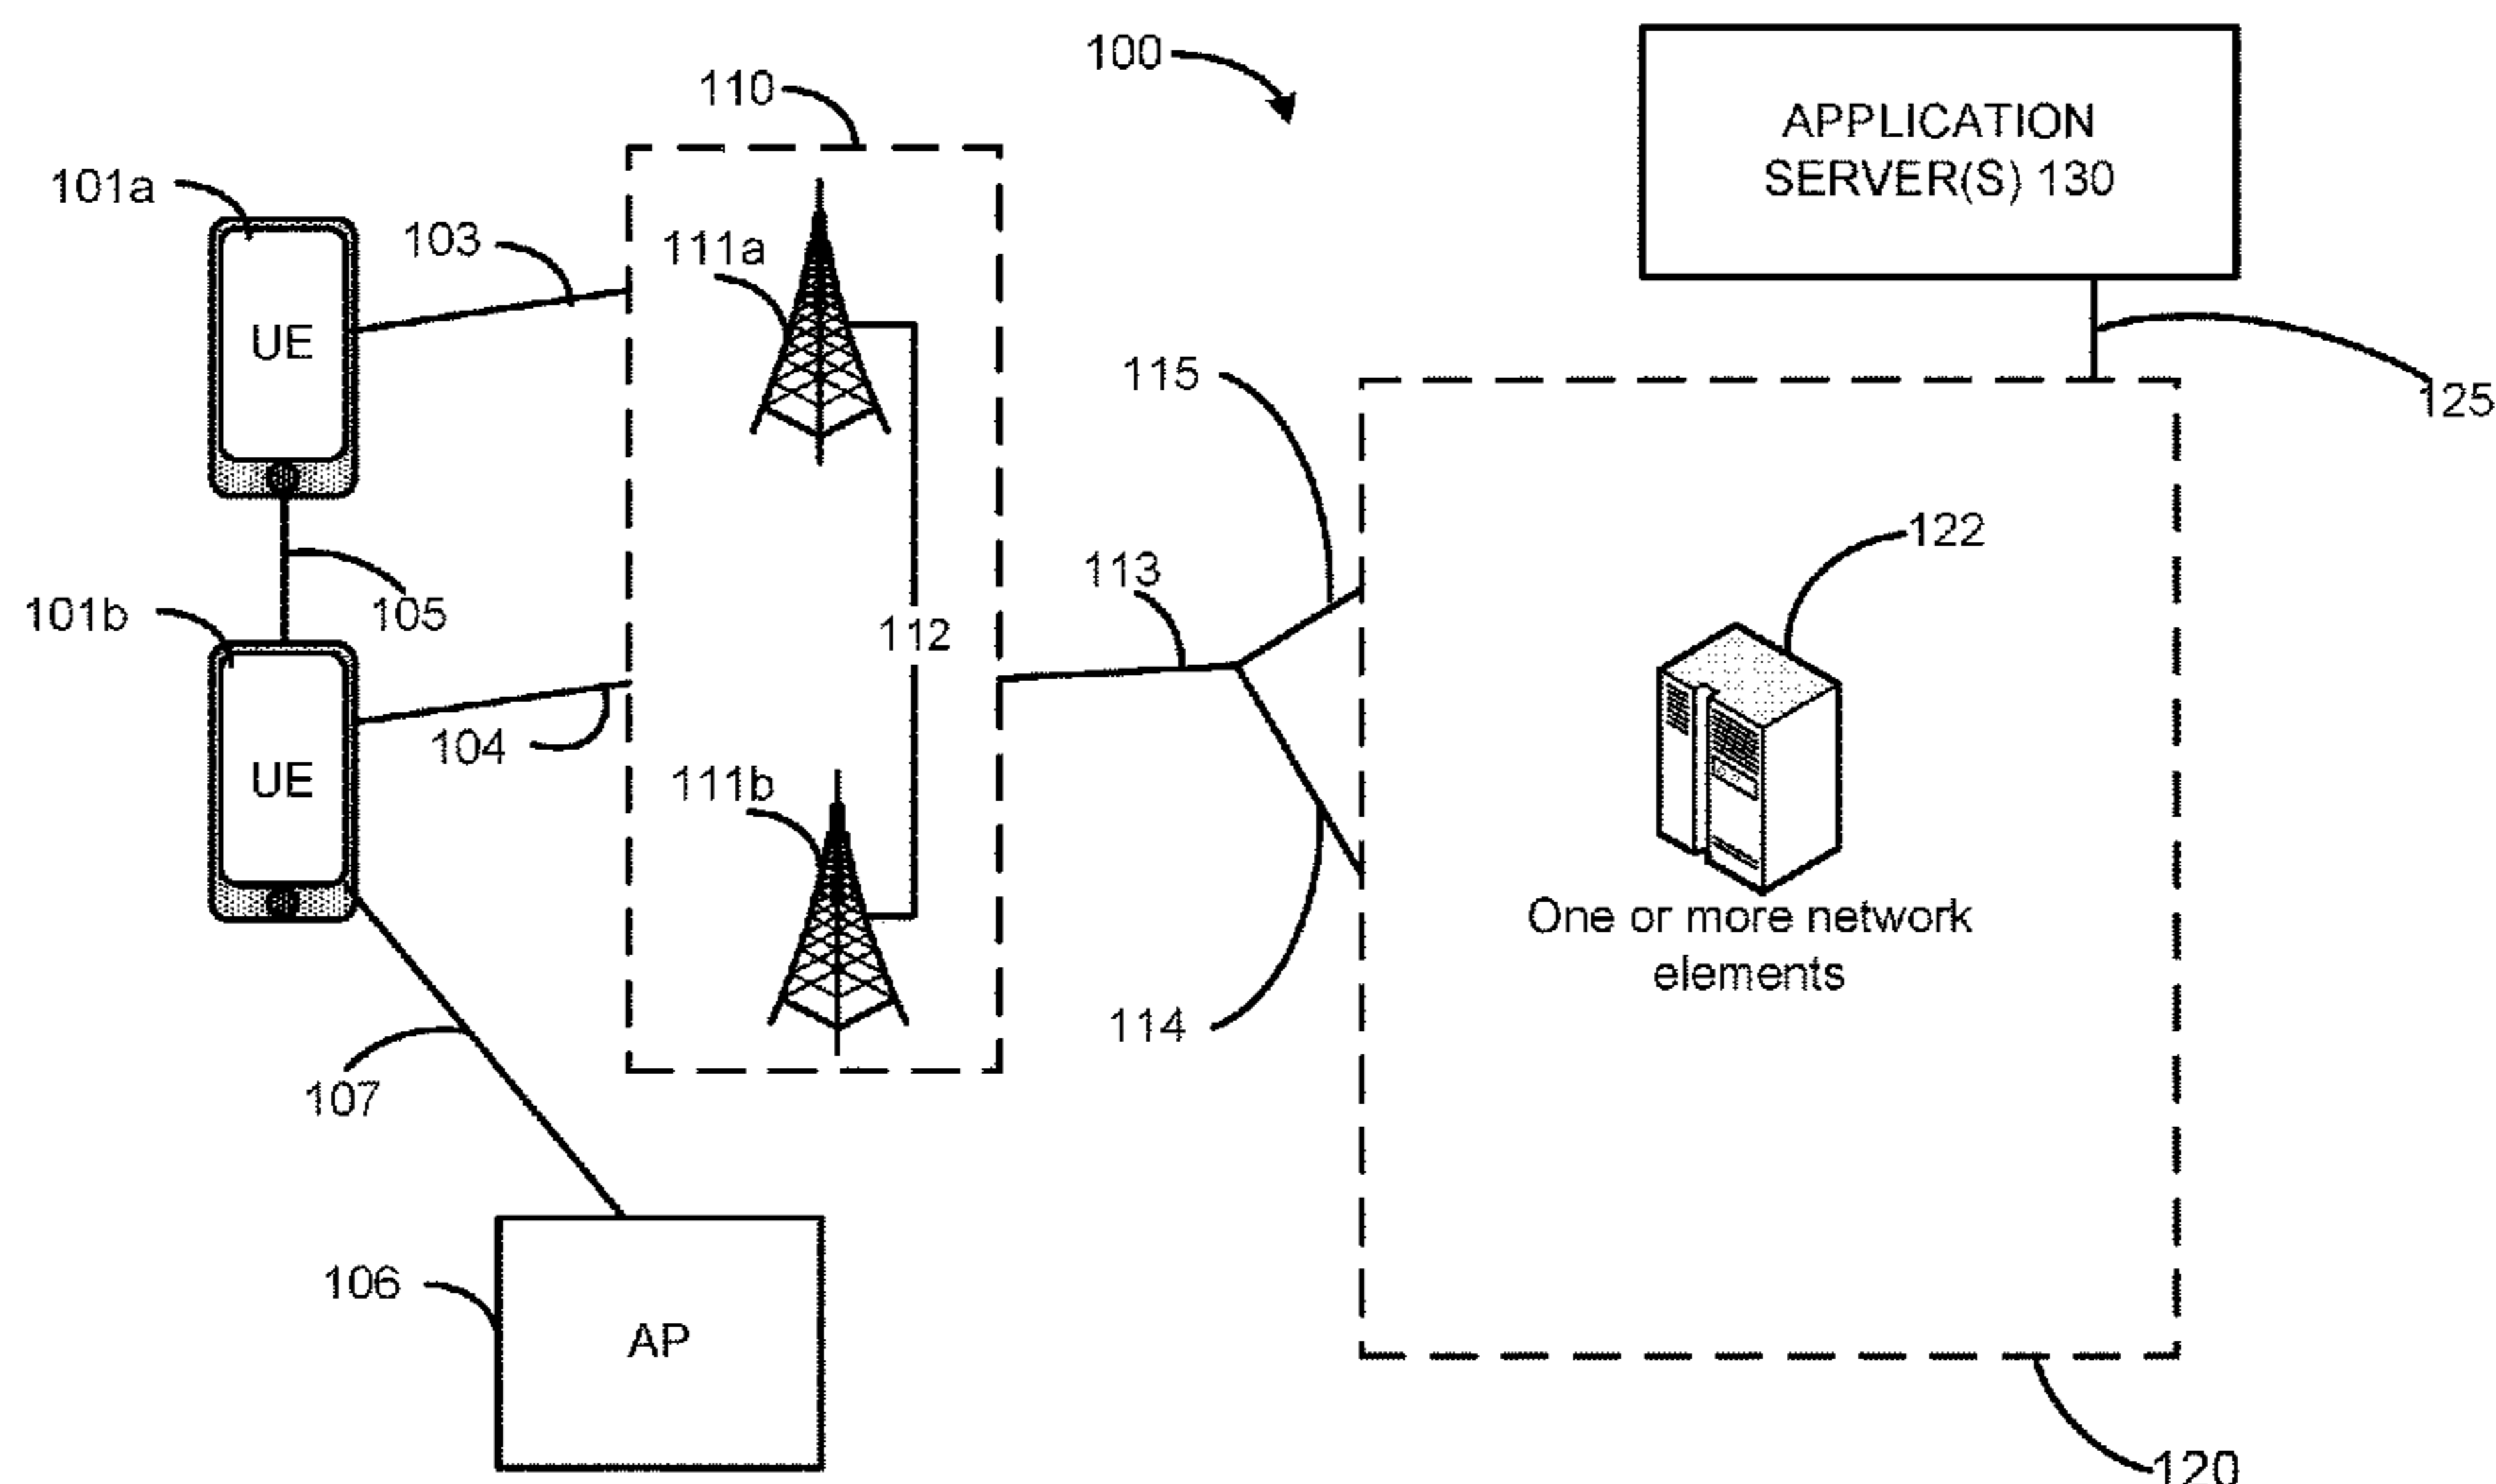 100
110
APPLICATION
SERVER(S) 130
101a
103
111a
UE
115
125
122
113
101b
105
112
104
111b
UE
One or more network
elements
114
107
106
AP
120